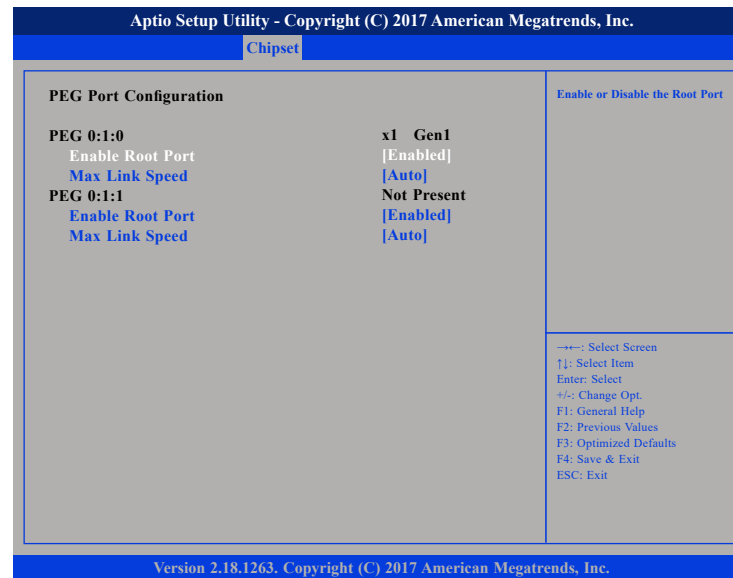 Aptio Setup Utility - Copyright (C) 2017 American Megatrends, Inc.
Chipset
PEG Port Configuration
PEG 0:1:0 x1 Gen1
Enable Root Port [Enabled]
Max Link Speed [Auto]
PEG 0:1:1 Not Present
Enable Root Port [Enabled]
Max Link Speed [Auto]
Enable or Disable the Root Port
→←: Select Screen
↑↓: Select Item
Enter: Select
+/-: Change Opt.
F1: General Help
F2: Previous Values
F3: Optimized Defaults
F4: Save & Exit
ESC: Exit
Version 2.18.1263. Copyright (C) 2017 American Megatrends, Inc.